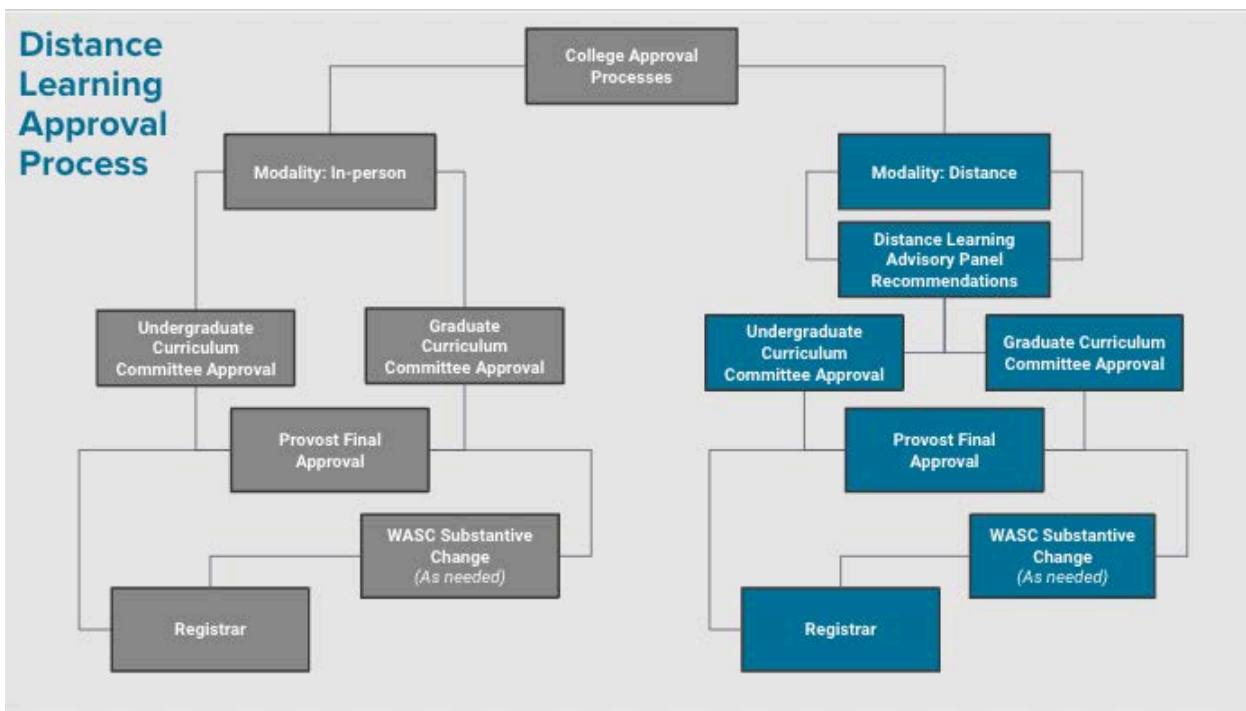 Distance
Learning
Approval
Process
College Approval
Processes
Modality: In-person
Modality: Distance
Distance Learning
Advisory Panel
Recommendations
Undergraduate
Curriculum
Committee Approval
Graduate
Curriculum
Committee Approval
Undergraduate
Curriculum
Committee Approval
Graduate Curriculum
Committee Approval
Provost Final
Approval
Provost Final
Approval
WASC Substantive
Change
(As needed)
WASC Substantive
Change
(As needed)
Registrar
Registrar